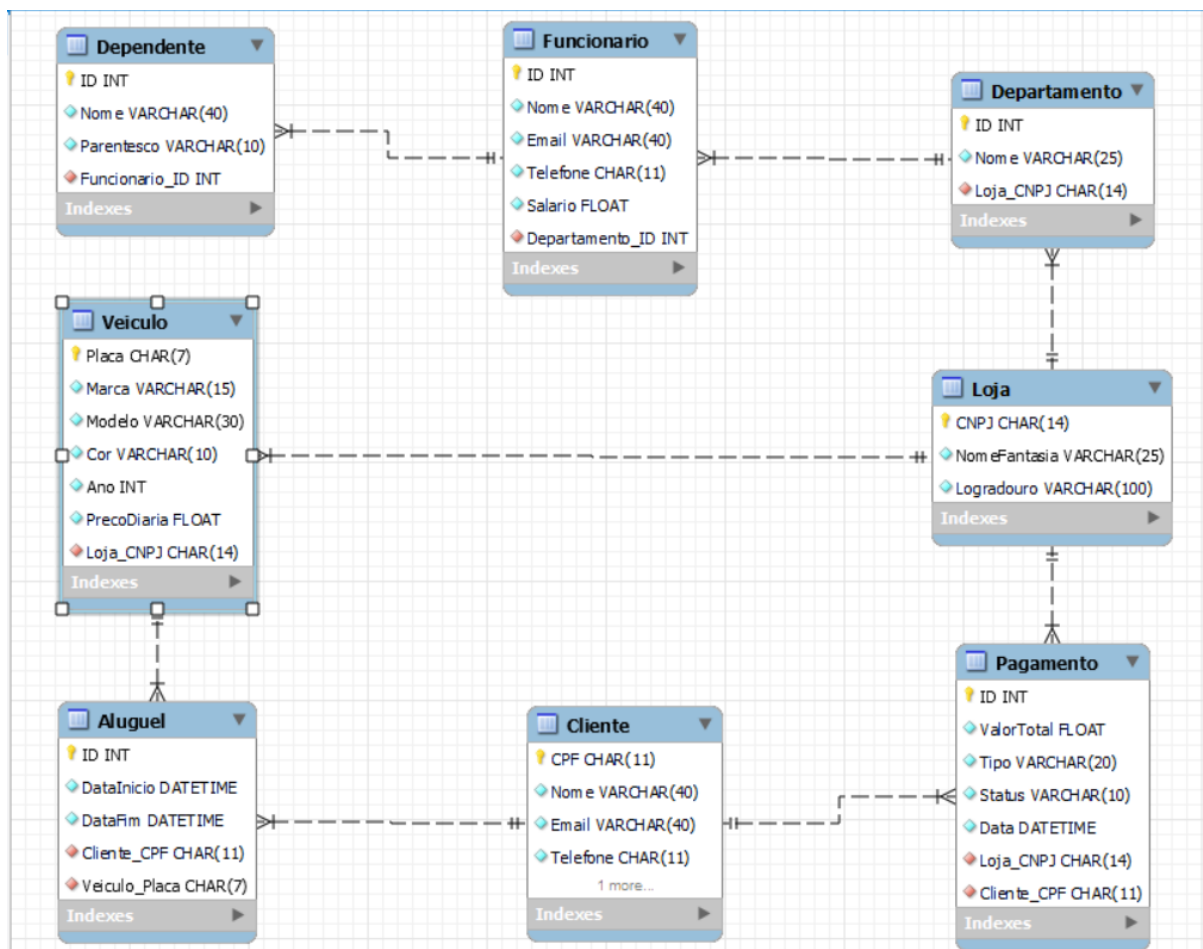 Dependente
ID INT
Nome VARCHAR(40)
Parentesco VARCHAR(10)
Funcionario_ID INT
Indexes
Funcionario
ID INT
Nome VARCHAR(40)
Email VARCHAR(40)
Telefone CHAR(11)
Salario FLOAT
Departamento_ID INT
Indexes
Departamento
ID INT
Nome VARCHAR(25)
Loja_CNPJ CHAR(14)
Indexes
Veiculo
Placa CHAR(7)
Marca VARCHAR(15)
Modelo VARCHAR(30)
Cor VARCHAR(10)
Ano INT
PrecoDiaria FLOAT
Loja_CNPJ CHAR(14)
Indexes
Loja
CNPJ CHAR(14)
NomeFantasia VARCHAR(25)
Logradouro VARCHAR(100)
Indexes
Aluguel
ID INT
DataInicio DATETIME
DataFim DATETIME
Cliente_CPF CHAR(11)
Veiculo_Placa CHAR(7)
Indexes
Cliente
CPF CHAR(11)
Nome VARCHAR(40)
Email VARCHAR(40)
Telefone CHAR(11)
1 more...
Indexes
Pagamento
ID INT
ValorTotal FLOAT
Tipo VARCHAR(20)
Status VARCHAR(10)
Data DATETIME
Loja_CNPJ CHAR(14)
Cliente_CPF CHAR(11)
Indexes